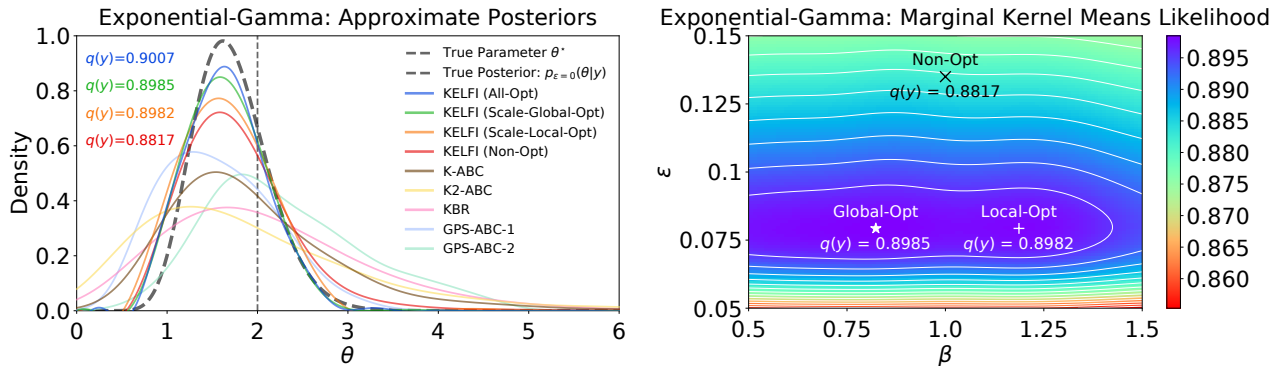 Exponential-Gamma: Approximate Posteriors
1.0
0.8
0.6
0.4
0.2
0.0
Density
0
1
2
3
4
5
6
θ
q(y)=0.9007
q(y)=0.8985
q(y)=0.8982
q(y)=0.8817
True Parameter θ*
True Posterior: pε=0(θ|y)
KELFI (All-Opt)
KELFI (Scale-Global-Opt)
KELFI (Scale-Local-Opt)
KELFI (Non-Opt)
K-ABC
K2-ABC
KBR
GPS-ABC-1
GPS-ABC-2
Exponential-Gamma: Marginal Kernel Means Likelihood
0.15
0.125
0.1
0.075
0.05
ε
0.5
0.75
1.0
1.25
1.5
β
Non-Opt
q(y) = 0.8817
Global-Opt
q(y) = 0.8985
Local-Opt
q(y) = 0.8982
0.895
0.890
0.885
0.880
0.875
0.870
0.865
0.860